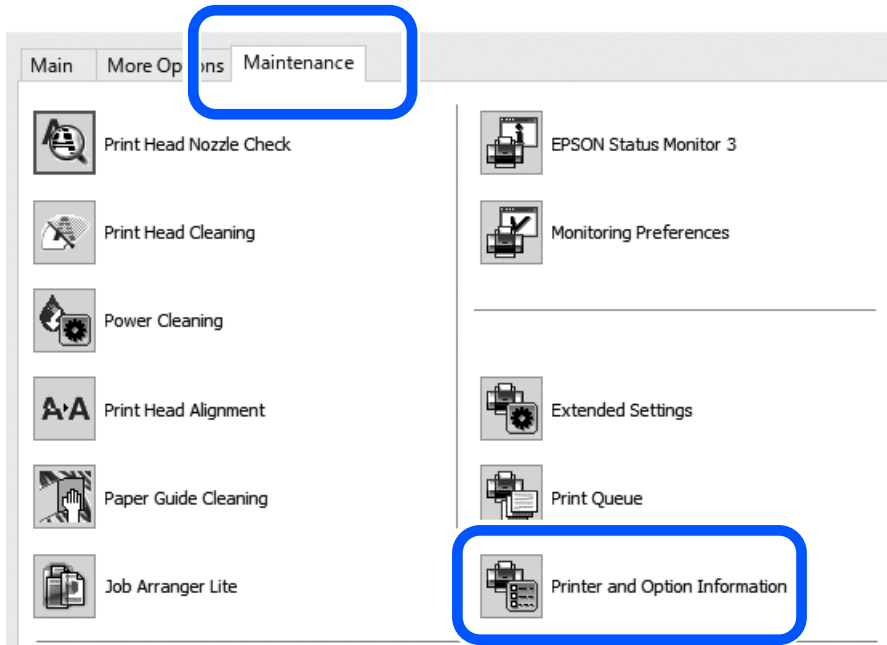 Main
More Options
Maintenance
Print Head Nozzle Check
Print Head Cleaning
Power Cleaning
Print Head Alignment
Paper Guide Cleaning
Job Arranger Lite
EPSON Status Monitor 3
Monitoring Preferences
Extended Settings
Print Queue
Printer and Option Information